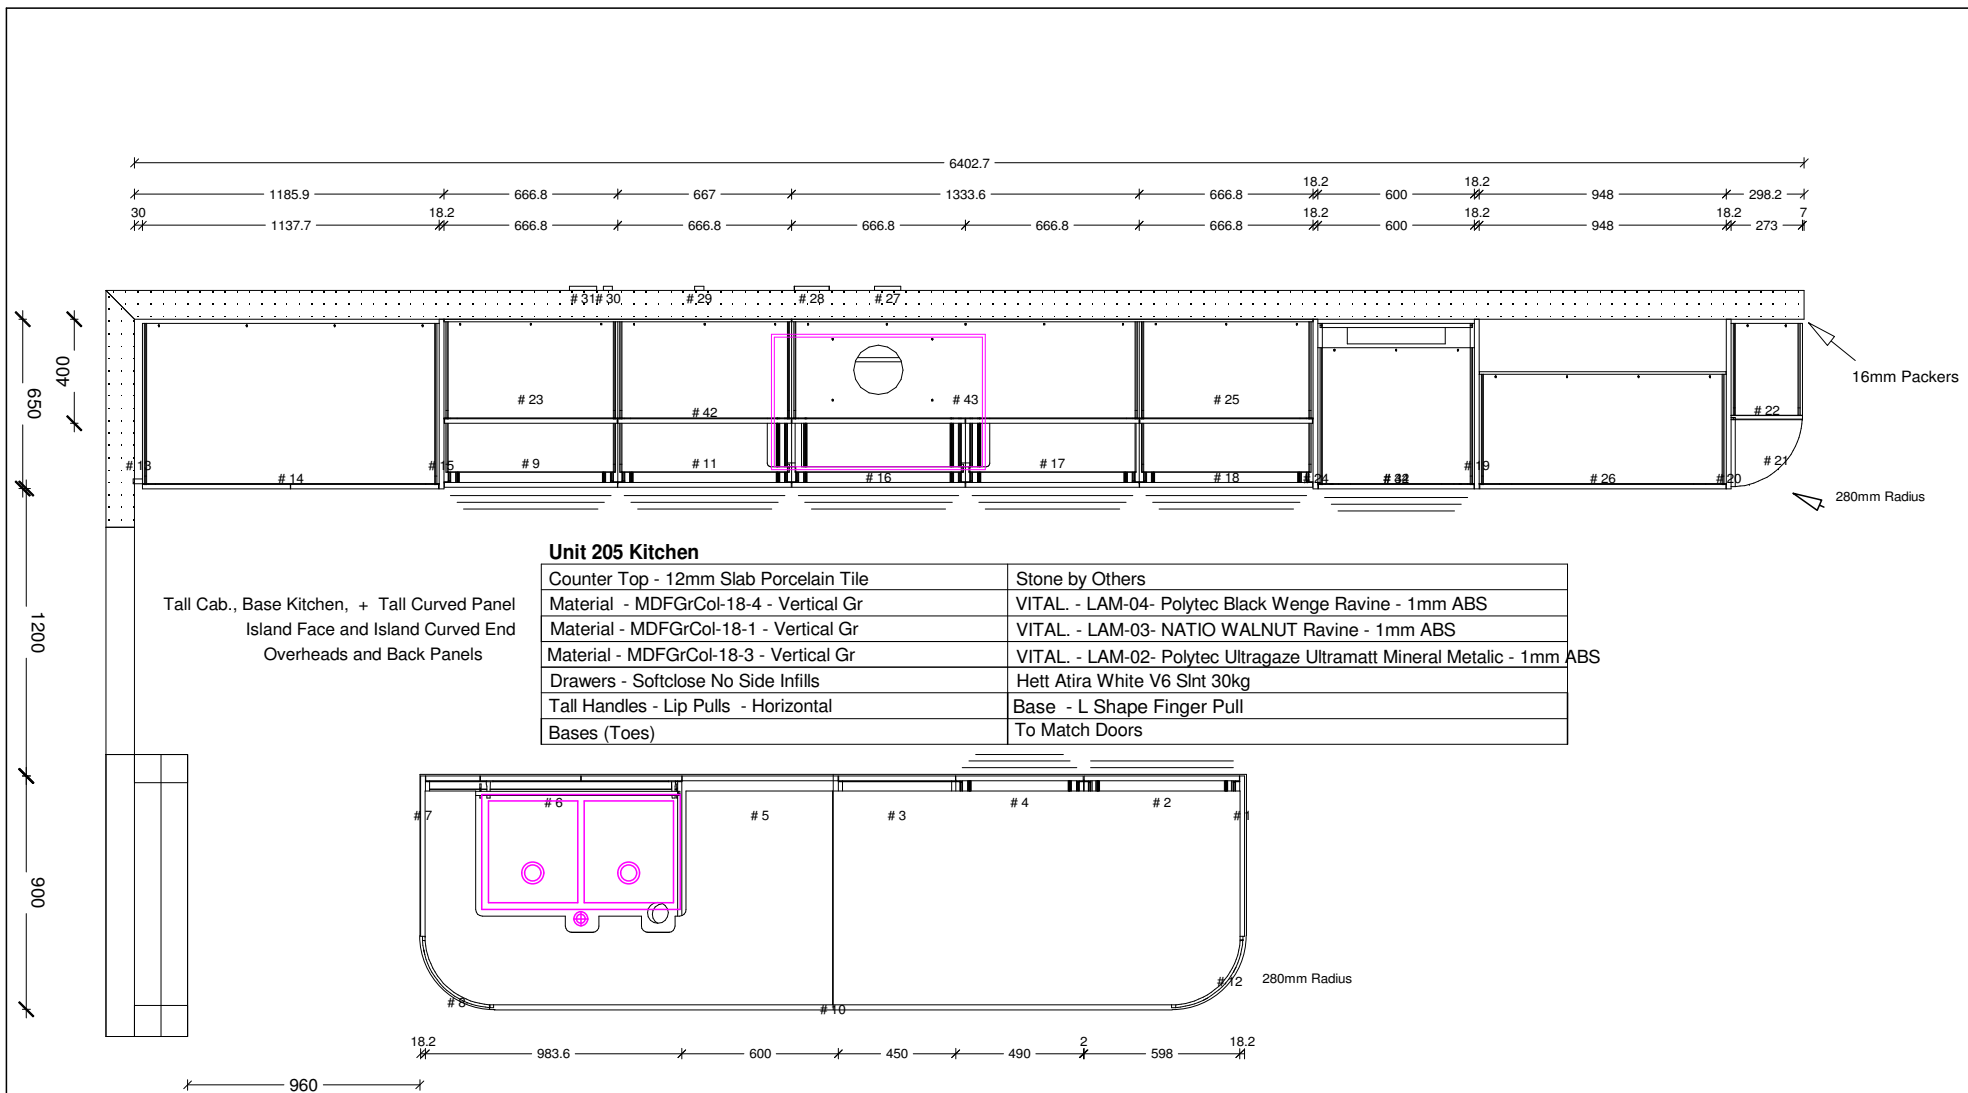 6402.7
1185.9 666.8 667 1333.6 666.8 18.2 600 18.2 948 298.2
30 1137.7 18.2 666.8 666.8 666.8 666.8 666.8 18.2 600 18.2 948 18.2 273 7
# 31 # 30 # 29 # 28 # 27
16mm Packers
650 400
# 23 # 42 # 43 # 25 # 22
# 13 # 14 # 15 # 9 # 11 # 16 # 17 # 18 # 24 # 19 # 26 # 20 # 21
280mm Radius
Unit 205 Kitchen
Counter Top - 12mm Slab Porcelain Tile Stone by Others
Tall Cab., Base Kitchen, + Tall Curved Panel Material - MDFGrCol-18-4 - Vertical Gr VITAL. - LAM-04- Polytec Black Wenge Ravine - 1mm ABS
Island Face and Island Curved End Material - MDFGrCol-18-1 - Vertical Gr VITAL. - LAM-03- NATIO WALNUT Ravine - 1mm ABS
Overheads and Back Panels Material - MDFGrCol-18-3 - Vertical Gr VITAL. - LAM-02- Polytec Ultragaze Ultramatt Mineral Metalic - 1mm ABS
Drawers - Softclose No Side Infills Hett Atira White V6 Slnt 30kg
Tall Handles - Lip Pulls - Horizontal Base - L Shape Finger Pull
Bases (Toes) To Match Doors
1200
# 7 # 6 # 5 # 3 # 4 # 2 # 1
900
# 8 # 10 # 12
280mm Radius
18.2 983.6 600 450 490 2 598 18.2
960